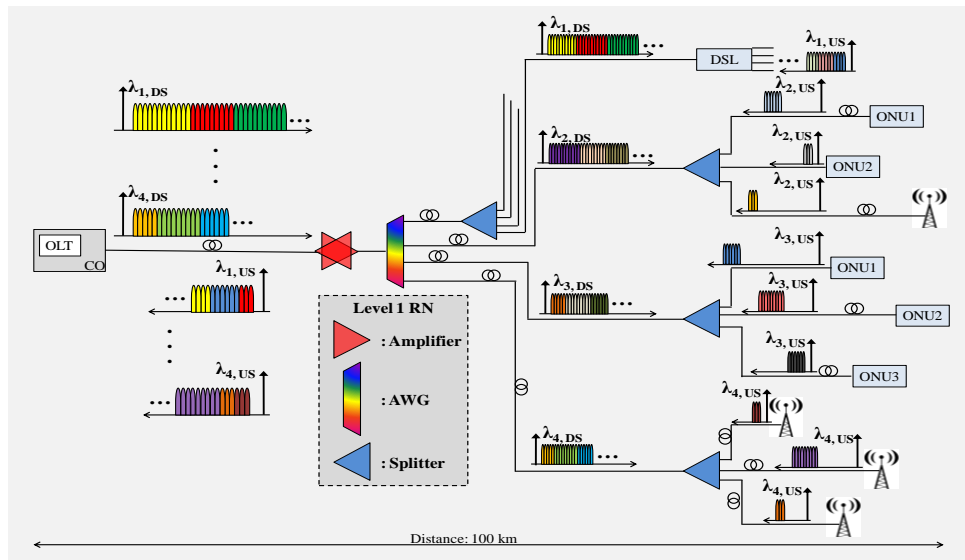 λ1, DS
λ4, DS
OLT
CO
λ1, US
λ4, US
Level 1 RN
: Amplifier
: AWG
: Splitter
λ1, DS
DSL
λ1, US
λ2, US
ONU1
λ2, DS
λ2, US
ONU2
λ2, US
λ3, US
ONU1
λ3, DS
λ3, US
ONU2
λ3, US
ONU3
λ4, US
λ4, DS
λ4, US
λ4, US
Distance: 100 km